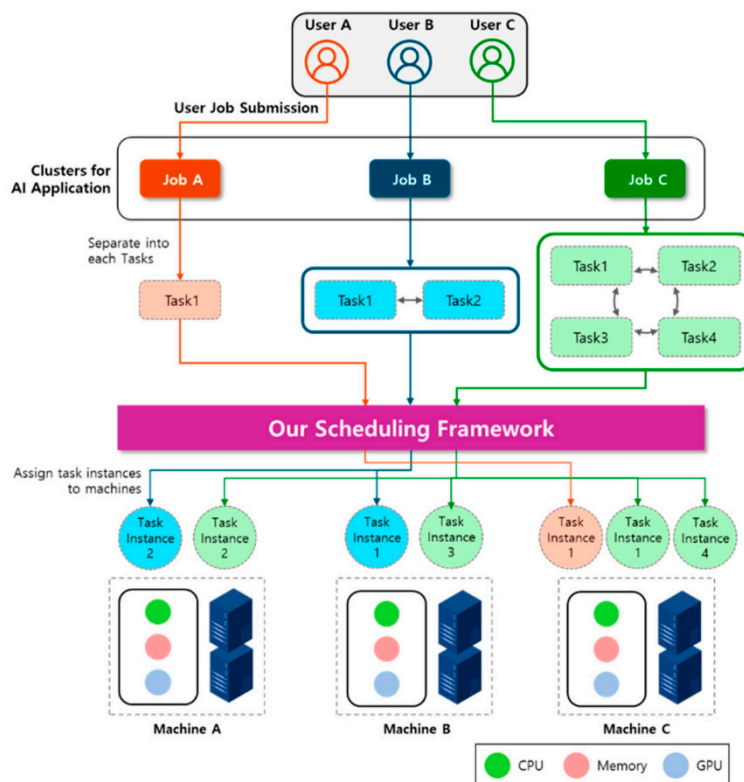 User A
User B
User C
User Job Submission
Clusters for
AI Application
Job A
Job B
Job C
Separate into
each Tasks
Task1
Task1
Task2
Task1
Task2
Task3
Task4
Our Scheduling Framework
Assign task instances
to machines
Task
Instance
2
Task
Instance
2
Task
Instance
1
Task
Instance
3
Task
Instance
1
Task
Instance
1
Task
Instance
4
Machine A
Machine B
Machine C
CPU
Memory
GPU